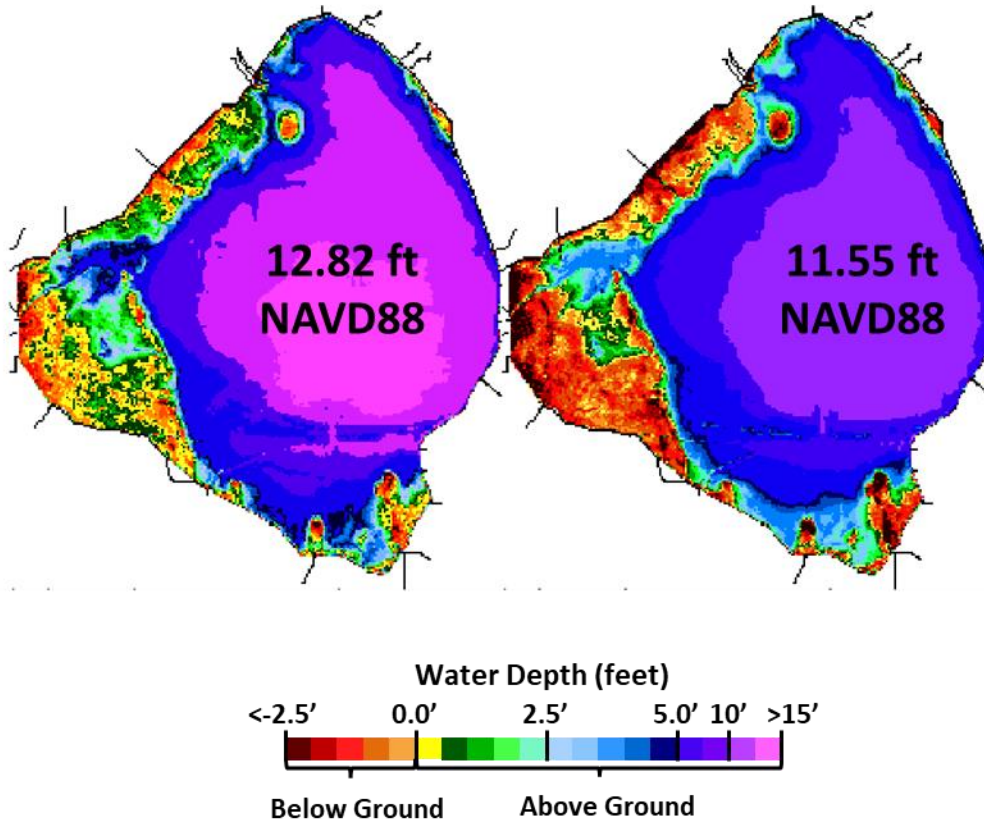 12.82 ft
NAVD88
11.55 ft
NAVD88
Water Depth (feet)
<-2.5’ 0.0’ 2.5’ 5.0’ 10’ >15’
Below Ground Above Ground